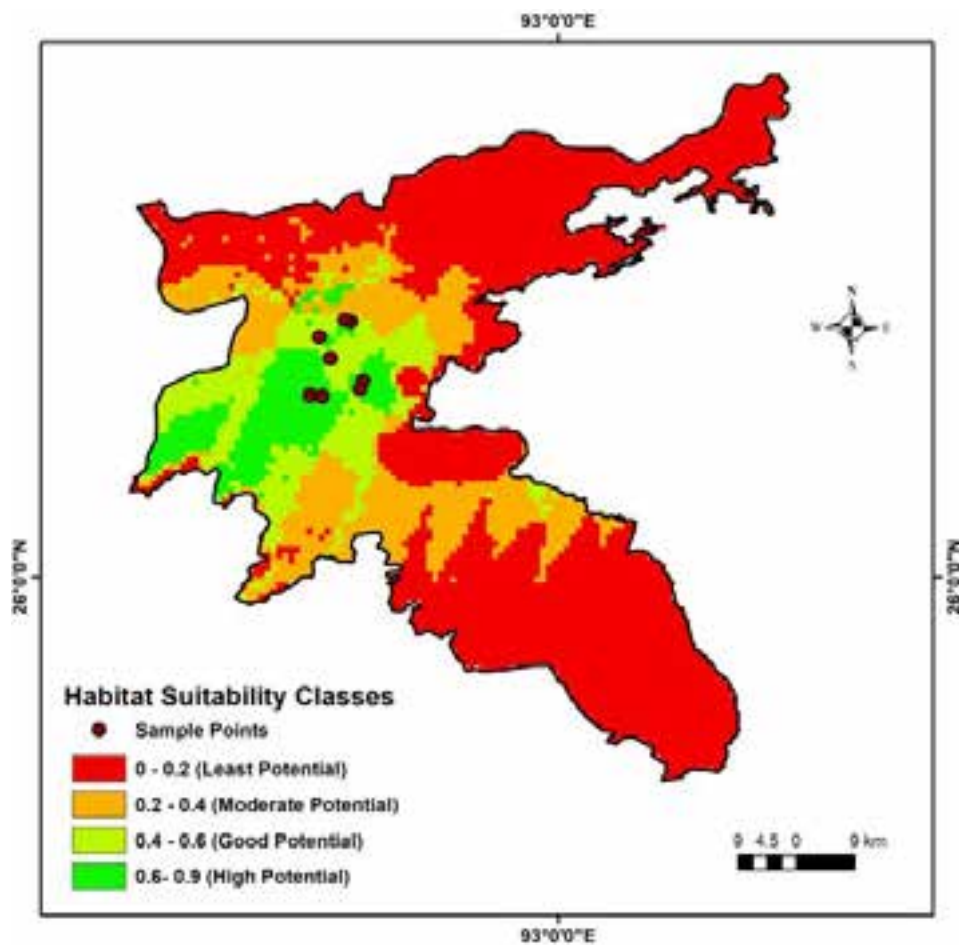 93°0'0"E
N
W E
S
26°0'0"N
26°0'0"N
Habitat Suitability Classes
Sample Points
0 - 0.2 (Least Potential)
0.2 - 0.4 (Moderate Potential)
0.4 - 0.6 (Good Potential)
0.6- 0.9 (High Potential)
9 4.5 0 9 km
93°0'0"E